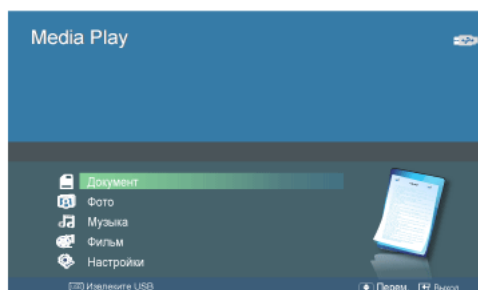 Media Play
Документ
Фото
Музыка
Фильм
Настройки
Извлеките USB Перем. Выход